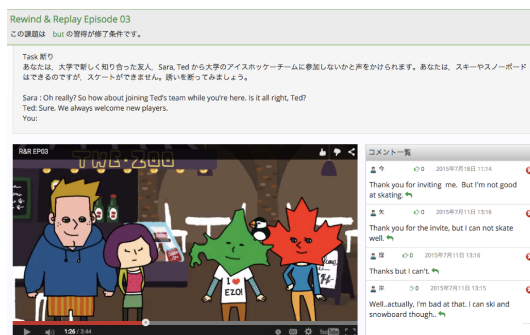 Rewind & Replay Episode 03
この課題は but の習得が修了条件です。
Task 断り
あなたは、大学で新しく知り合った友人、Sara, Ted から大学のアイスホッケーチームに参加しないかと声をかけられます。あなたは、スキーやスノーボード
はできるのですが、スケートができません。誘いを断ってみましょう。
Sara : Oh really? So how about joining Ted's team while you're here. Is it all right, Ted?
Ted: Sure. We always welcome new players.
You:
R&R EP03
THE·ZOO
I
EZO!
1:26 / 3:44
コメント一覧
今 0 2015年7月18日 11:14
Thank you for inviting me. But I'm not good
at skating.
矢 0 2015年7月11日 13:16
Thank you for the invite, but I can not skate
well.
0 2015年7月11日 13:16
Thanks but I can't.
岸 0 2015年7月11日 13:15
Well..actually, I'm bad at that. I can ski and
snowboard though..